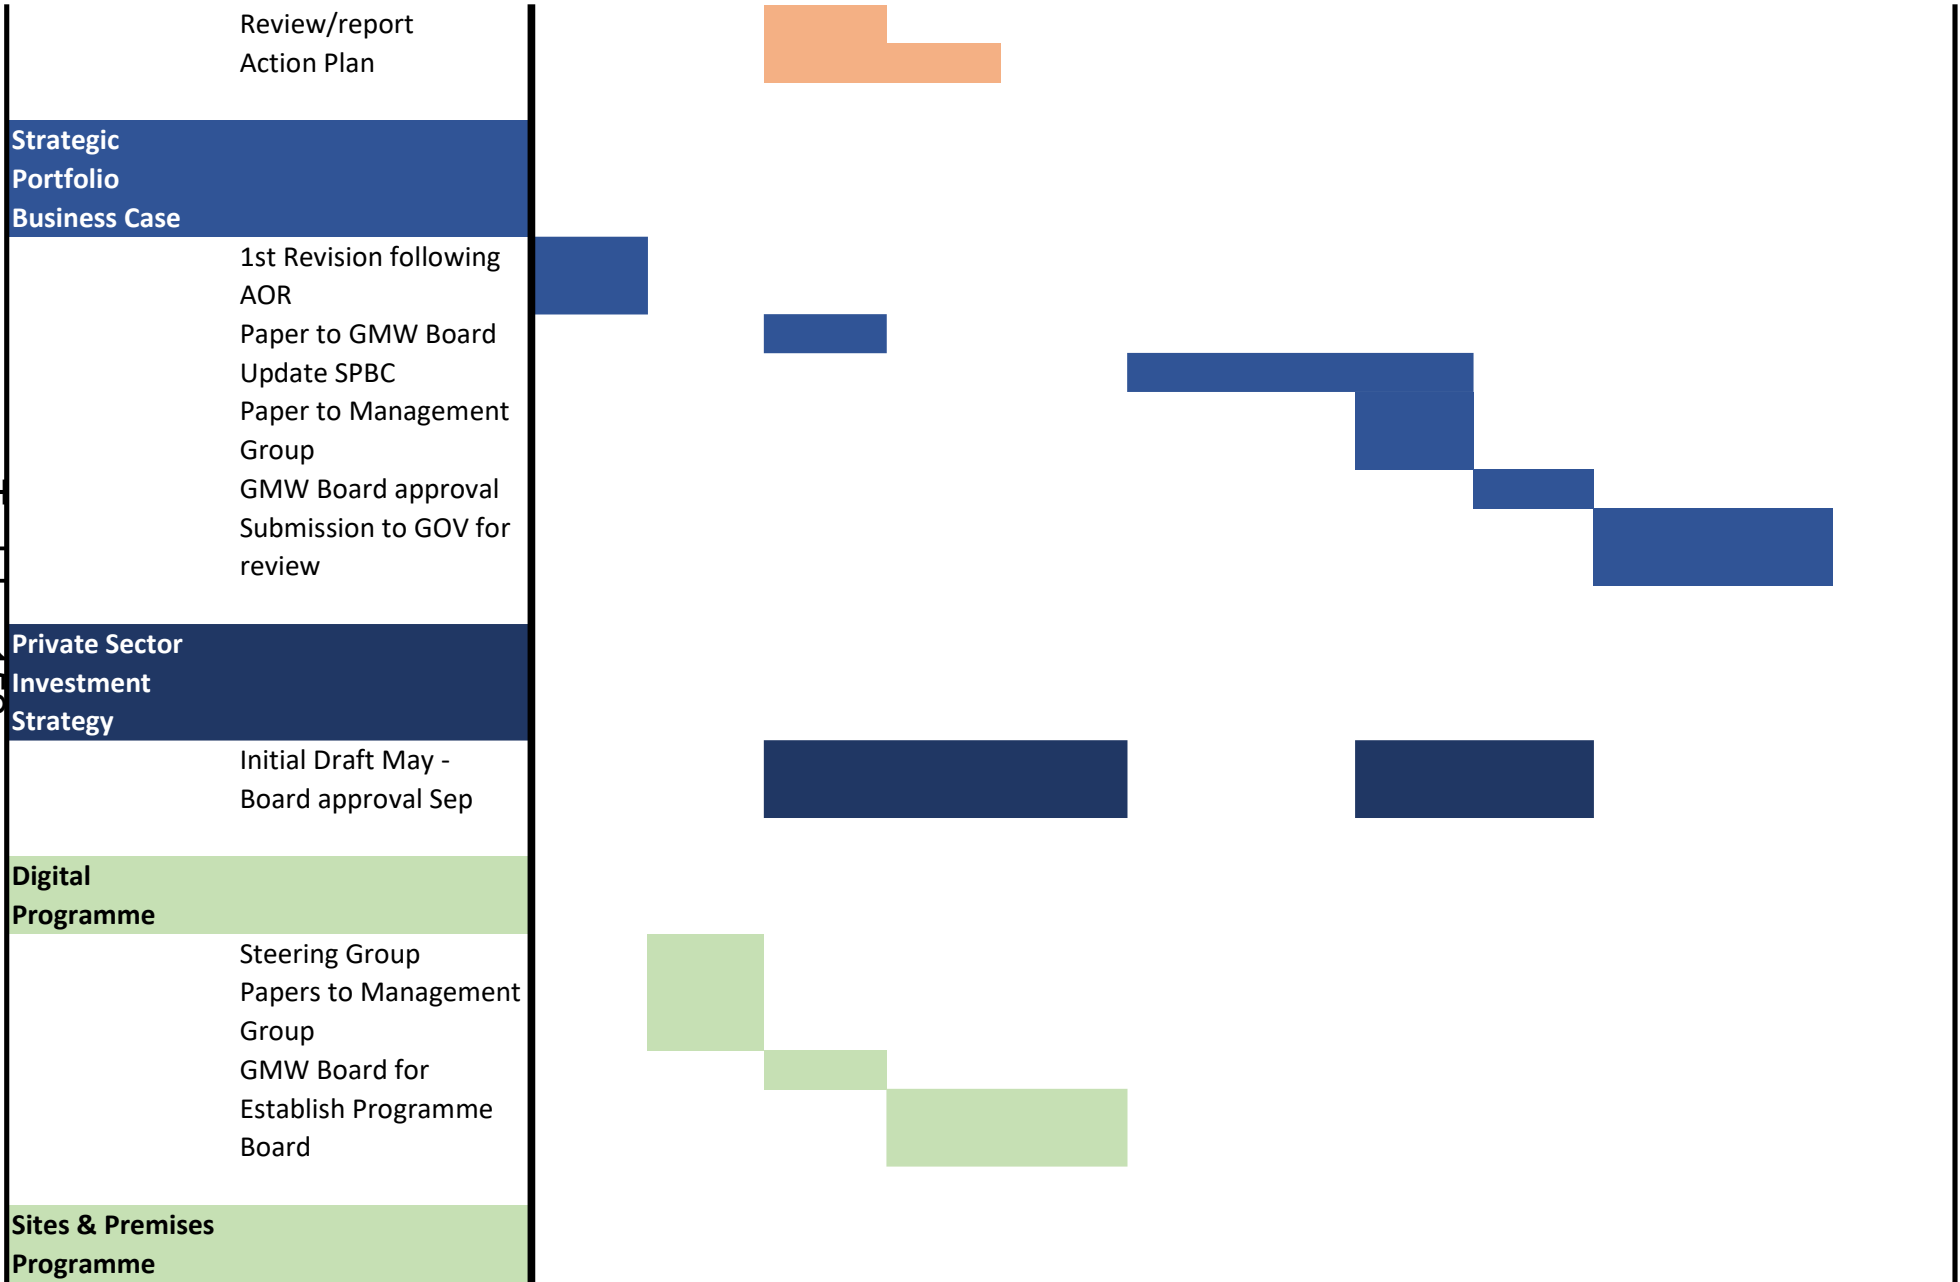 Review/report
Action Plan
Strategic
Portfolio
Business Case
1st Revision following
AOR
Paper to GMW Board
Update SPBC
Paper to Management
Group
GMW Board approval
Submission to GOV for
review
Private Sector
Investment
Strategy
Initial Draft May -
Board approval Sep
Digital
Programme
Steering Group
Papers to Management
Group
GMW Board for
Establish Programme
Board
Sites & Premises
Programme